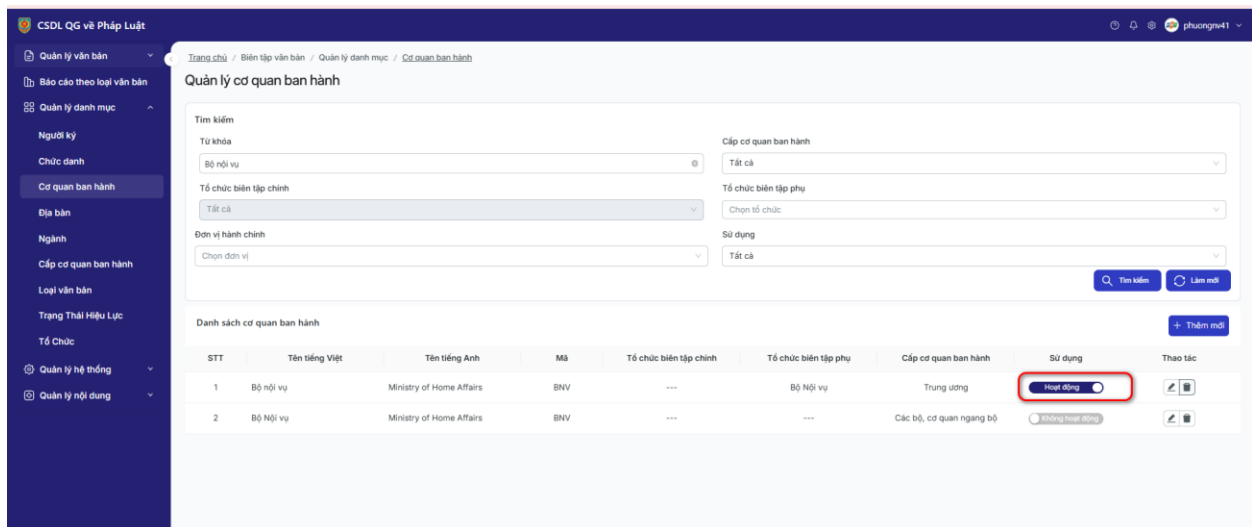 CSDL QG về Pháp Luật
phuongnv41
Quản lý văn bản
Báo cáo theo loại văn bản
Quản lý danh mục
Người ký
Chức danh
Cơ quan ban hành
Địa bàn
Ngành
Cấp cơ quan ban hành
Loại văn bản
Trạng Thái Hiệu Lực
Tổ Chức
Quản lý hệ thống
Quản lý nội dung
Trang chủ / Biên tập văn bản / Quản lý danh mục / Cơ quan ban hành
Quản lý cơ quan ban hành
Tìm kiếm
Từ khóa
Cấp cơ quan ban hành
Bộ nội vụ
Tất cả
Tổ chức biên tập chính
Tổ chức biên tập phụ
Tất cả
Chọn tổ chức
Đơn vị hành chính
Sử dụng
Chọn đơn vị
Tất cả
Tìm kiếm
Làm mới
Danh sách cơ quan ban hành
+ Thêm mới
STT Tên tiếng Việt Tên tiếng Anh Mã Tổ chức biên tập chính Tổ chức biên tập phụ Cấp cơ quan ban hành Sử dụng Thao tác
1 Bộ nội vụ Ministry of Home Affairs BNV --- Bộ Nội vụ Trung ương Hoạt động
2 Bộ Nội vụ Ministry of Home Affairs BNV --- --- Các bộ, cơ quan ngang bộ Không hoạt động